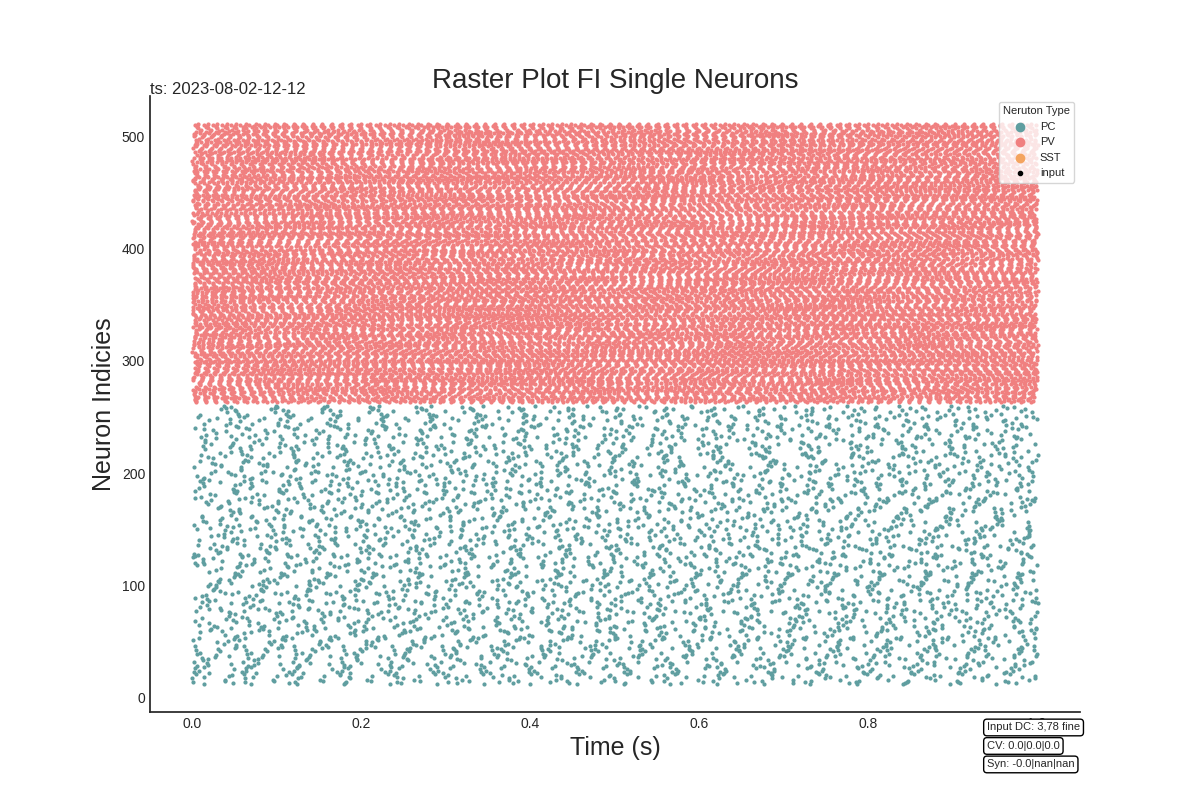 Raster Plot FI Single Neurons
ts: 2023-08-02-12-12
Neruton Type
PC
PV
SST
input
Neuron Indicies
500
400
300
200
100
0
0.0
0.2
0.4
0.6
0.8
Time (s)
Input DC: 3,78 fine
CV: 0.0|0.0|0.0
Syn: -0.0|nan|nan